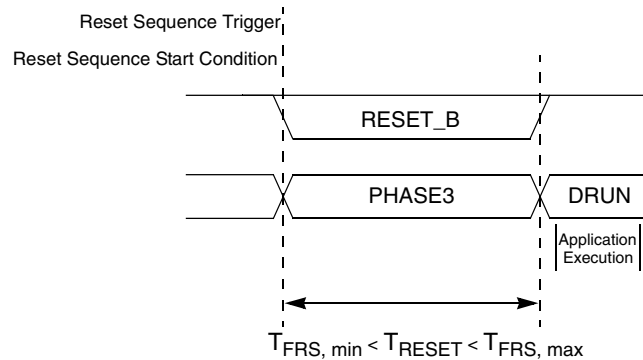 Reset Sequence Trigger
Reset Sequence Start Condition
RESET_B
PHASE3
DRUN
Application
Execution
TFRS, min < TRESET < TFRS, max